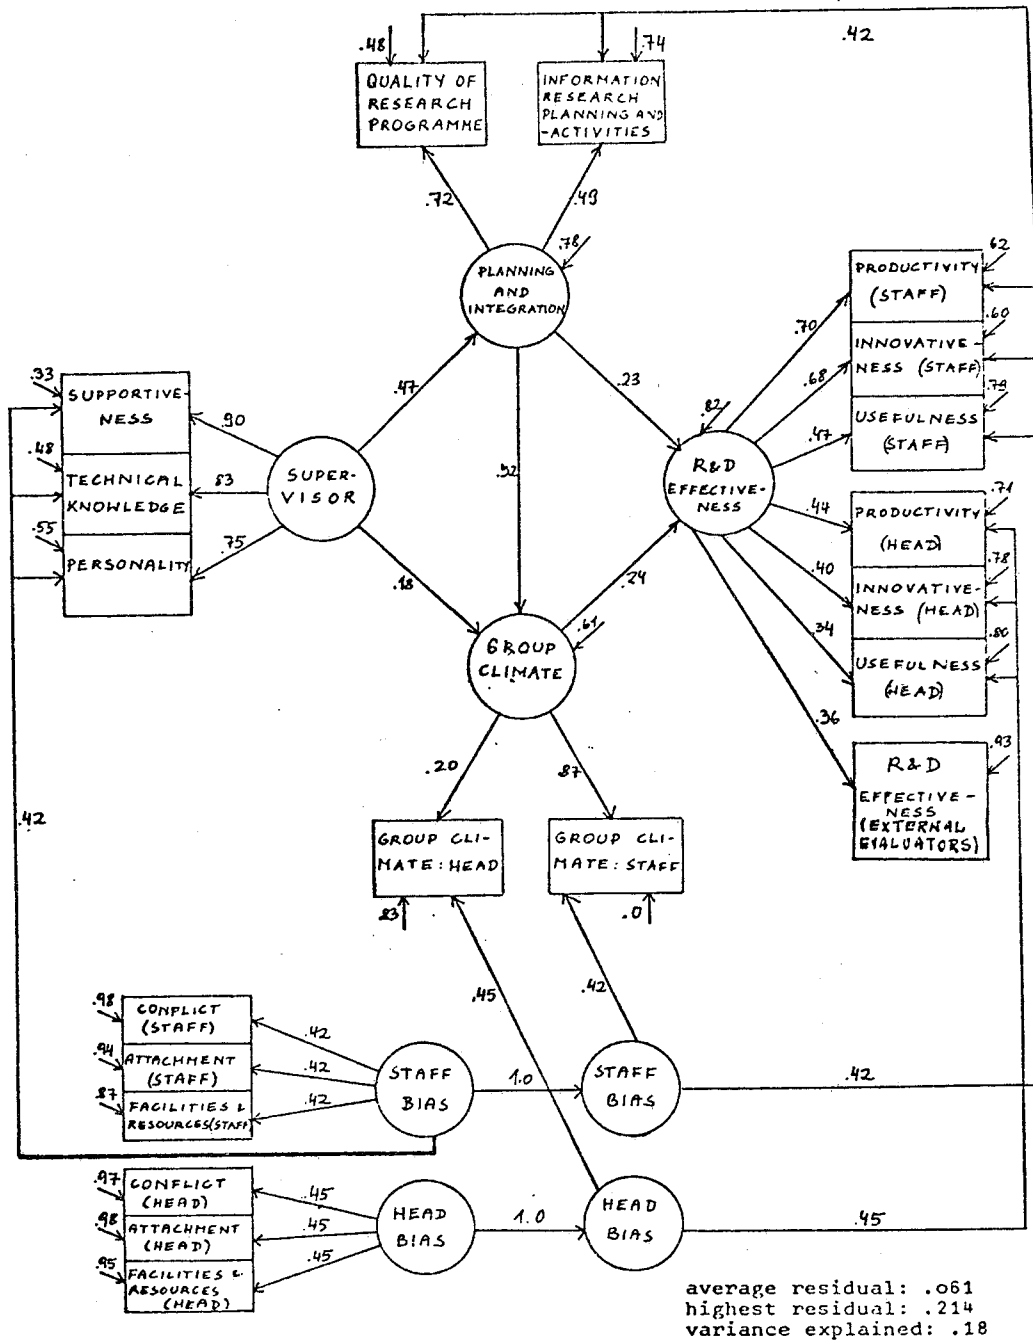 .42
.48
.74
QUALITY OF
RESEARCH
PROGRAMME
INFORMATION
RESEARCH
PLANNING AND
-ACTIVITIES
.72
.49
.78
PLANNING
AND
INTEGRATION
62
PRODUCTIVITY
(STAFF)
.60
INNOVATIVE-
NESS (STAFF)
.79
USEFULNESS
(STAFF)
.70
.68
.47
.47
.23
.82
R&D
EFFECTIVE-
NESS
.33
SUPPORTIVE-
NESS
.48
TECHNICAL
KNOWLEDGE
.55
PERSONALITY
.90
83
.75
SUPER-
VISOR
.18
.24
.61
GROUP
CLIMATE
.44
.40
.34
.36
.71
PRODUCTIVITY
(HEAD)
.78
INNOVATIVE-
NESS (HEAD)
.80
USEFULNESS
(HEAD)
.93
R&D
EFFECTIVE-
NESS
(EXTERNAL
EVALUATORS)
.20
.87
.42
GROUP CLI-
MATE: HEAD
GROUP CLI-
MATE: STAFF
.0
.45
.42
.98
CONFLICT
(STAFF)
.94
ATTACHMENT
(STAFF)
.87
FACILITIES &
RESOURCES(STAFF)
.42
.42
.42
STAFF
BIAS
1.0
STAFF
BIAS
.42
.97
CONFLICT
(HEAD)
.98
ATTACHMENT
(HEAD)
.95
FACILITIES &
RESOURCES
(HEAD)
.45
.45
.45
HEAD
BIAS
1.0
HEAD
BIAS
.45
average residual: .o61
highest residual: .214
variance explained: .18